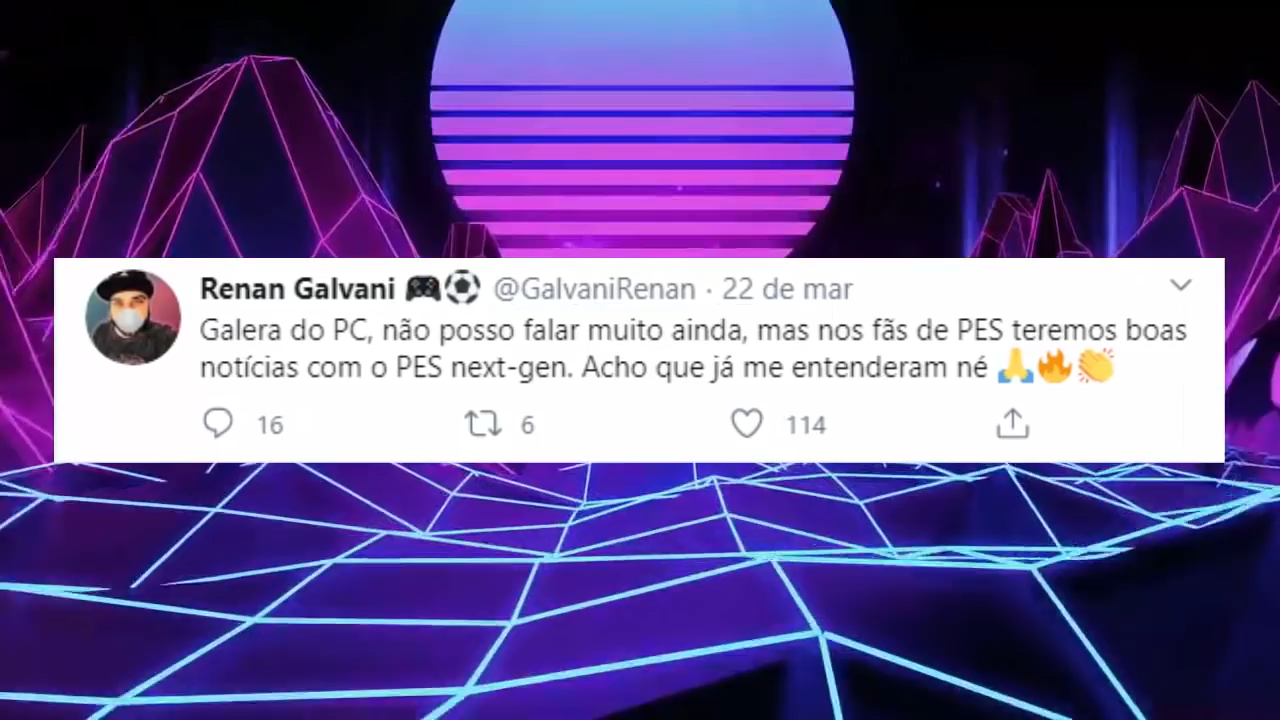 Renan Galvani 🎮⚽ @GalvaniRenan · 22 de mar
Galera do PC, não posso falar muito ainda, mas nos fãs de PES teremos boas
notícias com o PES next-gen. Acho que já me entenderam né 🙏🔥👏
16 6 114